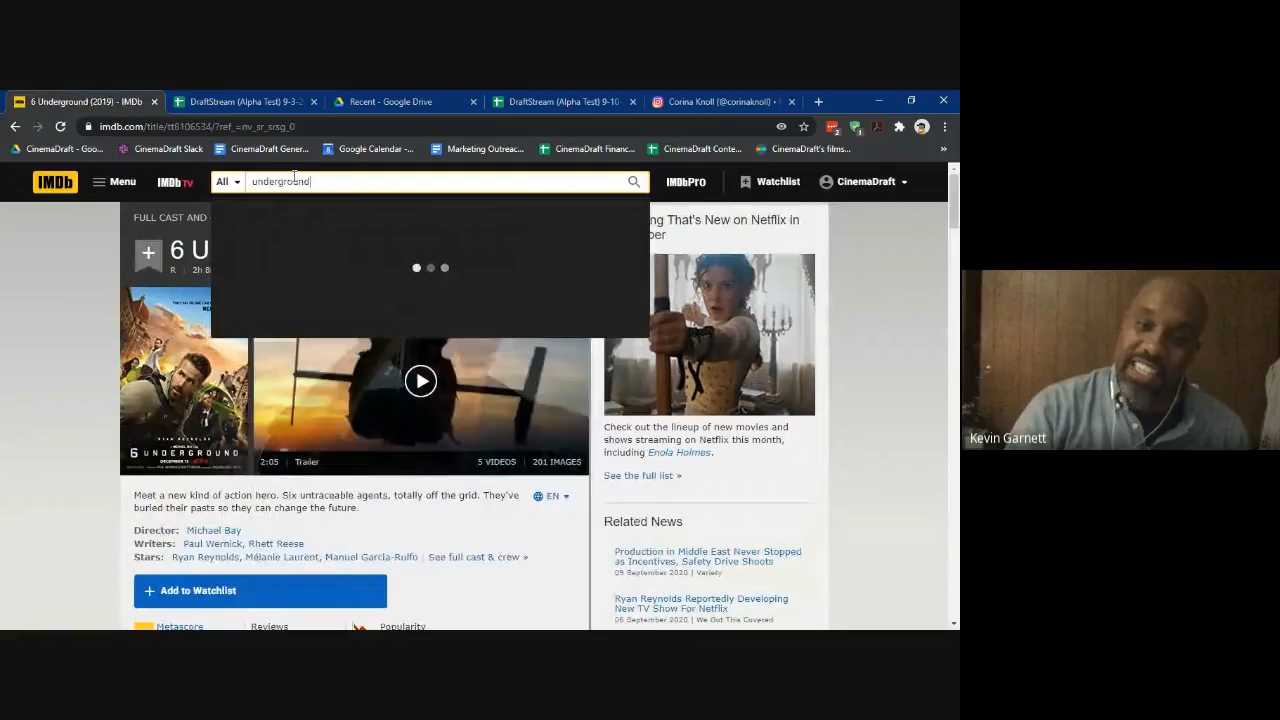 6 Underground (2019) - IMDb
DraftStream (Alpha Test) 9-3-2
Recent - Google Drive
DraftStream (Alpha Test) 9-10-
Corina Knoll (@corinaknoll) •
imdb.com/title/tt8106534/?ref_=nv_sr_srsg_0
CinemaDraft - Goo...
CinemaDraft Slack
CinemaDraft Gener...
Google Calendar -...
Marketing Outreac...
CinemaDraft Financ...
CinemaDraft Conte...
CinemaDraft's films...
IMDb
Menu
IMDb TV
All
underground
IMDbPro
Watchlist
CinemaDraft
FULL CAST AND
6 U
R | 2h 8
ng That's New on Netflix in
ber
RYAN REYNOLDS
6 UNDERGROUND
2:05 | Trailer
5 VIDEOS | 201 IMAGES
Check out the lineup of new movies and
shows streaming on Netflix this month,
including Enola Holmes.
See the full list »
Meet a new kind of action hero. Six untraceable agents, totally off the grid. They've
buried their pasts so they can change the future.
EN
Director: Michael Bay
Writers: Paul Wernick, Rhett Reese
Stars: Ryan Reynolds, Mélanie Laurent, Manuel Garcia-Rulfo | See full cast & crew »
+ Add to Watchlist
Metascore
Reviews
Popularity
Related News
Production in Middle East Never Stopped
as Incentives, Safety Drive Shoots
09 September 2020 | Variety
Ryan Reynolds Reportedly Developing
New TV Show For Netflix
06 September 2020 | We Got This Covered
Kevin Garnett